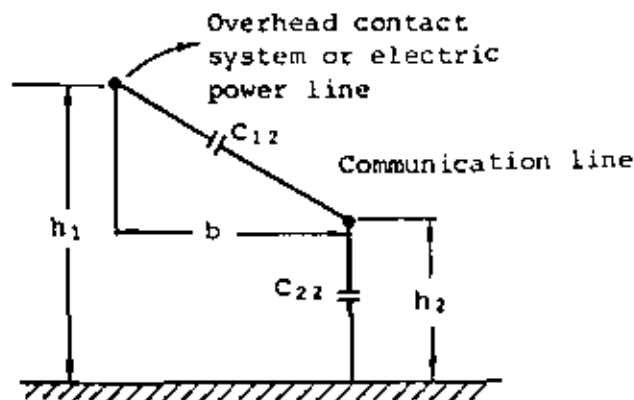 Overhead contact
system or electric
power line
C12
Communication line
h1
b
C22
h2